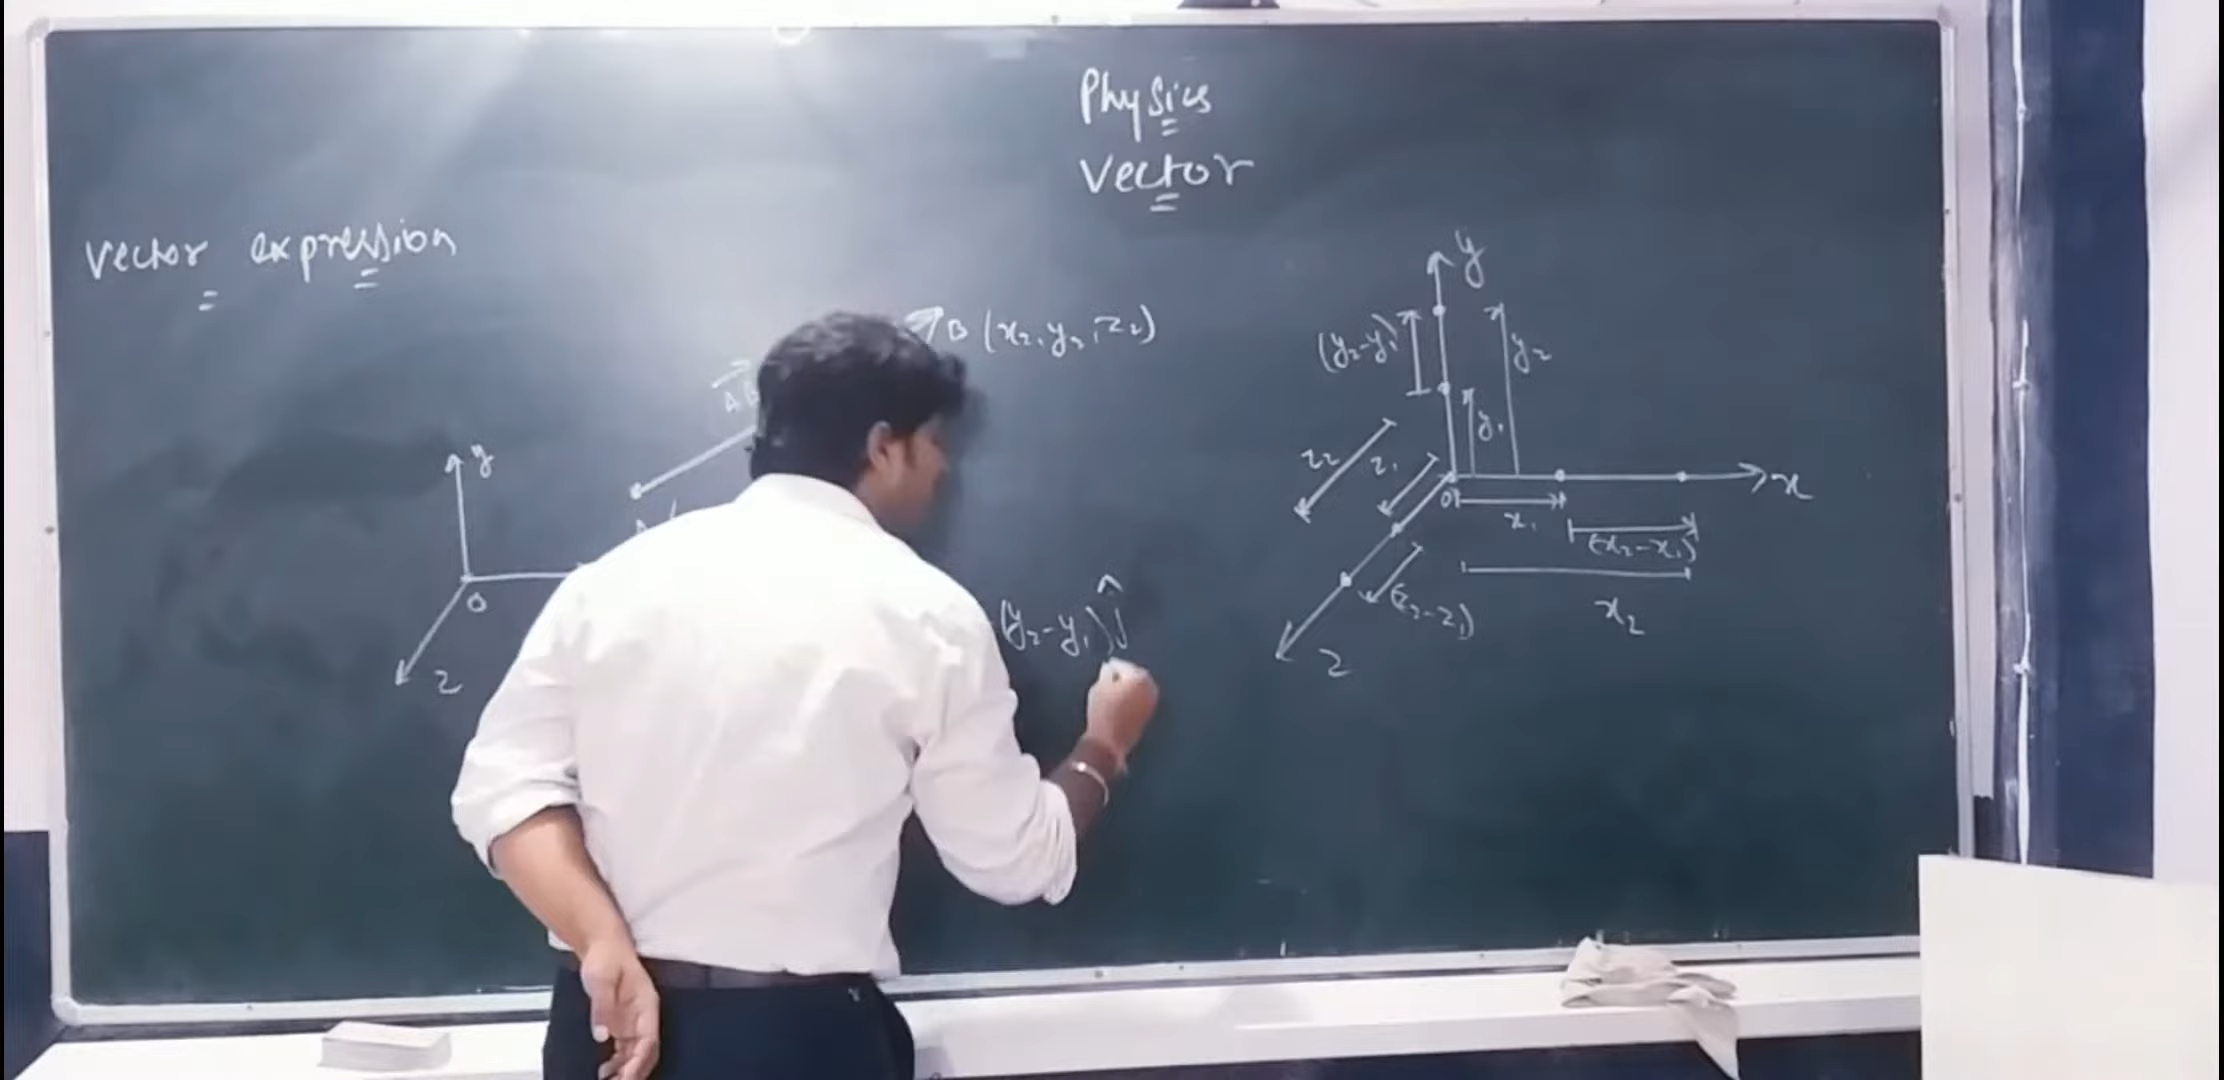 Physics
Vector
Vector expression
B (x₂, y₂, z₂)
y
O
z
(y₂-y₁)ĵ
y
(y₂-y₁)
y₂
y₁
z₂
z₁
O
x
x₁
(x₂-x₁)
(z₂-z₁)
x₂
z